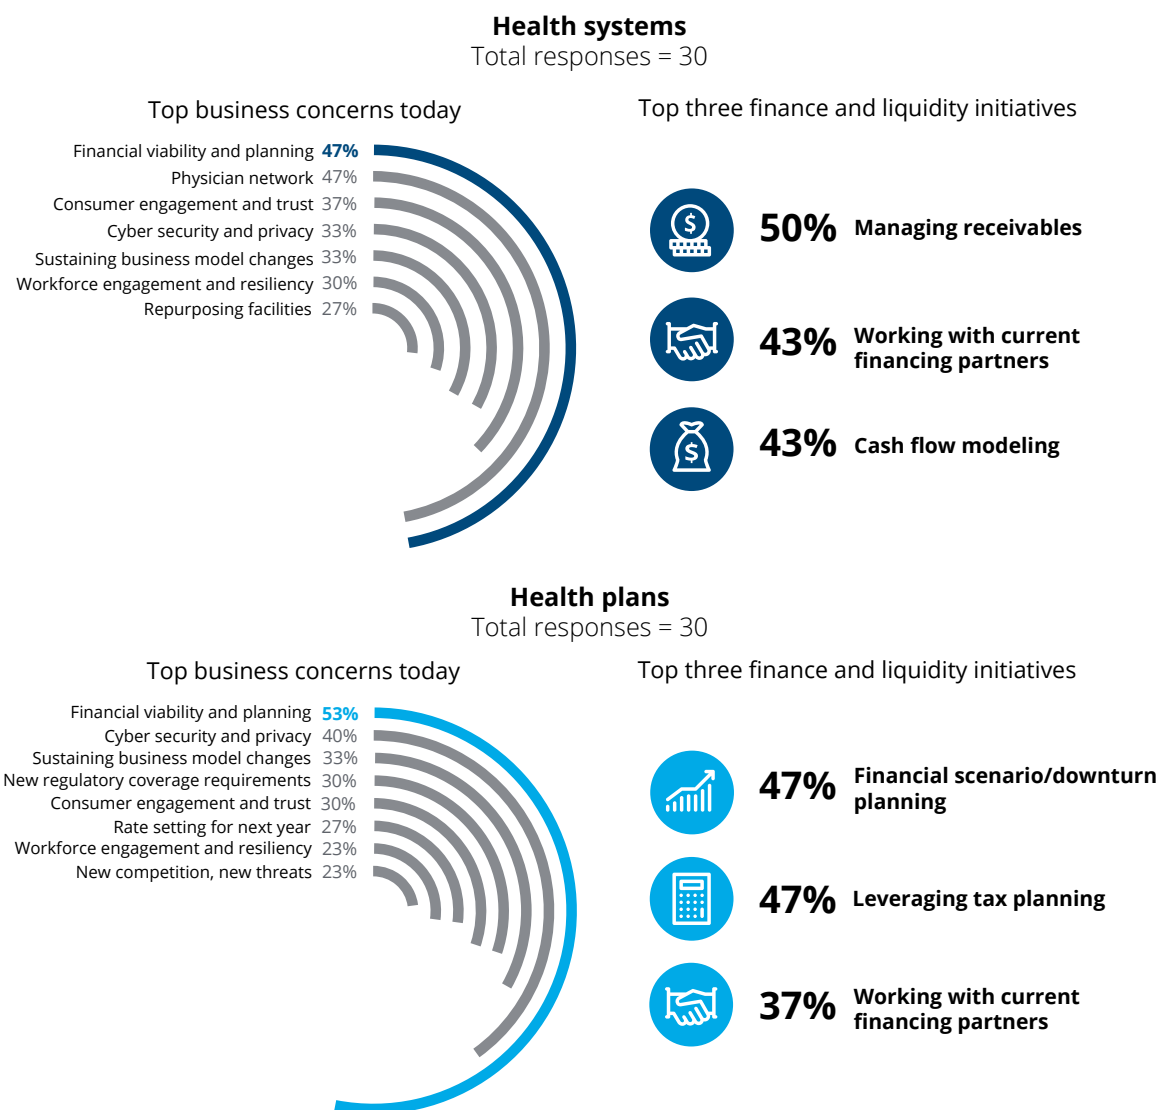 Health systems
Total responses = 30
Top business concerns today
Financial viability and planning 47%
Physician network 47%
Consumer engagement and trust 37%
Cyber security and privacy 33%
Sustaining business model changes 33%
Workforce engagement and resiliency 30%
Repurposing facilities 27%
Top three finance and liquidity initiatives
$
50% Managing receivables
43% Working with current
financing partners
$
43% Cash flow modeling
Health plans
Total responses = 30
Top business concerns today
Financial viability and planning 53%
Cyber security and privacy 40%
Sustaining business model changes 33%
New regulatory coverage requirements 30%
Consumer engagement and trust 30%
Rate setting for next year 27%
Workforce engagement and resiliency 23%
New competition, new threats 23%
Top three finance and liquidity initiatives
47% Financial scenario/downturn
planning
47% Leveraging tax planning
37% Working with current
financing partners